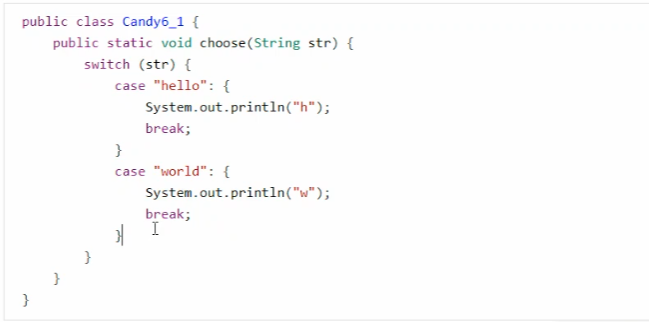 public class Candy6_1 {
    public static void choose(String str) {
        switch (str) {
            case "hello": {
                System.out.println("h");
                break;
            }
            case "world": {
                System.out.println("w");
                break;
            }
        }
    }
}